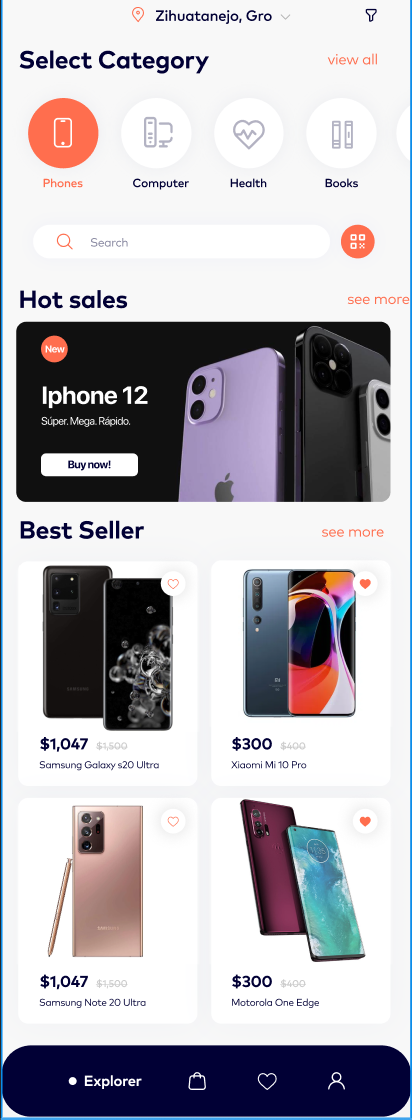 Zihuatanejo, Gro
Select Category
view all
Phones
Computer
Health
Books
Search
Hot sales
see more
New
Iphone 12
Súper. Mega. Rápido.
Buy now!
Best Seller
see more
$1,047 $1,500
Samsung Galaxy s20 Ultra
$300 $400
Xiaomi Mi 10 Pro
$1,047 $1,500
Samsung Note 20 Ultra
$300 $400
Motorola One Edge
Explorer